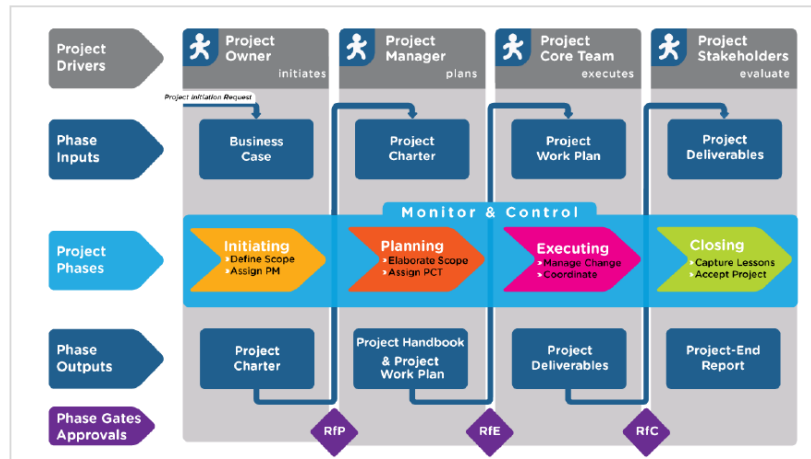 Project
Drivers
Project
Owner
initiates
Project
Manager
plans
Project
Core Team
executes
Project
Stakeholders
evaluate
Project Initiation Request
Phase
Inputs
Business
Case
Project
Charter
Project
Work Plan
Project
Deliverables
Monitor & Control
Project
Phases
Initiating
»Define Scope
»Assign PM
Planning
»Elaborate Scope
»Assign PCT
Executing
»Manage Change
»Coordinate
Closing
»Capture Lessons
»Accept Project
Phase
Outputs
Project
Charter
Project Handbook
& Project
Work Plan
Project
Deliverables
Project-End
Report
Phase Gates
Approvals
RfP
RfE
RfC